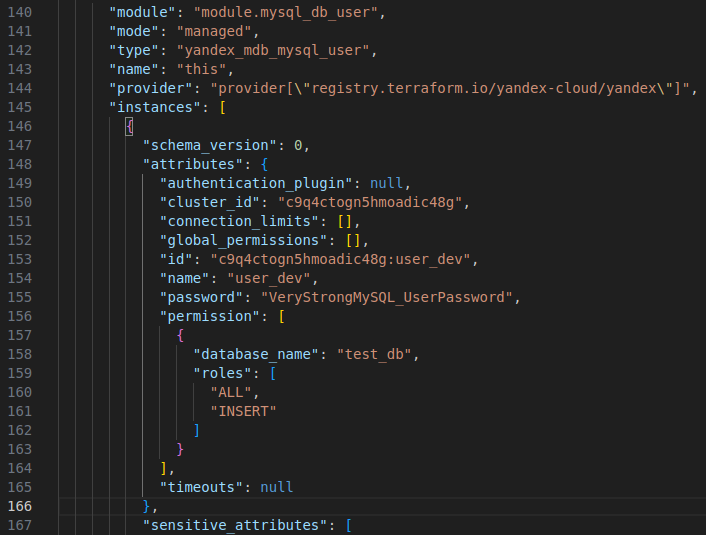 140 "module": "module.mysql_db_user",
141 "mode": "managed",
142 "type": "yandex_mdb_mysql_user",
143 "name": "this",
144 "provider": "provider[\"registry.terraform.io/yandex-cloud/yandex\"]",
145 "instances": [
146 {
147 "schema_version": 0,
148 "attributes": {
149 "authentication_plugin": null,
150 "cluster_id": "c9q4ctogn5hmoadic48g",
151 "connection_limits": [],
152 "global_permissions": [],
153 "id": "c9q4ctogn5hmoadic48g:user_dev",
154 "name": "user_dev",
155 "password": "VeryStrongMySQL_UserPassword",
156 "permission": [
157 {
158 "database_name": "test_db",
159 "roles": [
160 "ALL",
161 "INSERT"
162 ]
163 }
164 ],
165 "timeouts": null
166 },
167 "sensitive_attributes": [